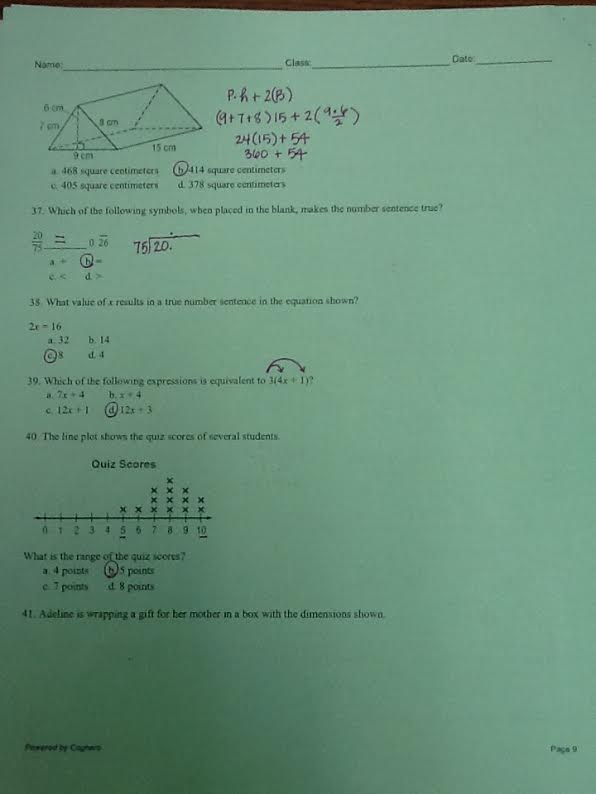 Name: Class: Date:
6 cm
7 cm
8 cm
9 cm
15 cm
P·h + 2(B)
(9+7+8)15 + 2(9·6/2)
24(15) + 54
360 + 54
a. 468 square centimeters b. 414 square centimeters
c. 405 square centimeters d. 378 square centimeters
37. Which of the following symbols, when placed in the blank, makes the number sentence true?
20/75 = 0.26
75)20.
a. + b. =
c. < d. >
38. What value of x results in a true number sentence in the equation shown?
2x = 16
a. 32 b. 14
c. 8 d. 4
39. Which of the following expressions is equivalent to 3(4x + 1)?
a. 7x + 4 b. x + 4
c. 12x + 1 d. 12x + 3
40. The line plot shows the quiz scores of several students.
Quiz Scores
0 1 2 3 4 5 6 7 8 9 10
What is the range of the quiz scores?
a. 4 points b. 5 points
c. 7 points d. 8 points
41. Adeline is wrapping a gift for her mother in a box with the dimensions shown.
Powered by Cognero Page 9